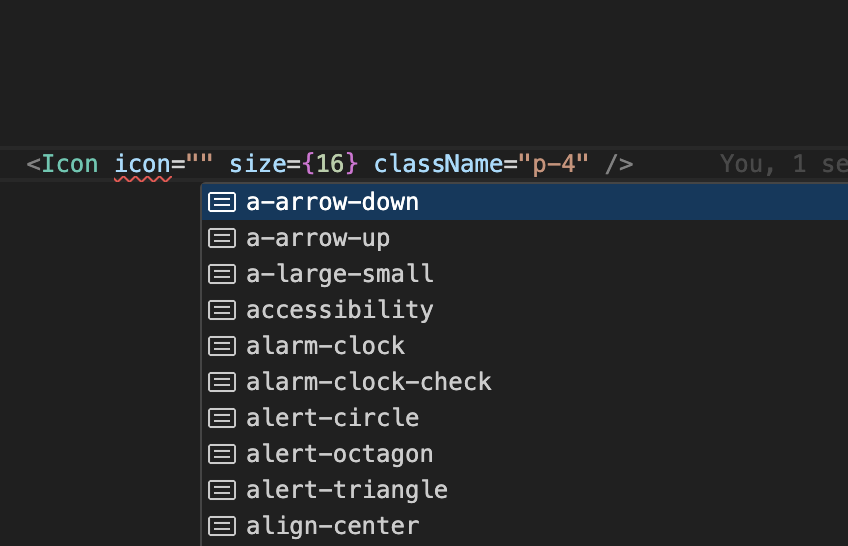 <Icon icon="" size={16} className="p-4" /> You, 1 se
a-arrow-down
a-arrow-up
a-large-small
accessibility
alarm-clock
alarm-clock-check
alert-circle
alert-octagon
alert-triangle
align-center